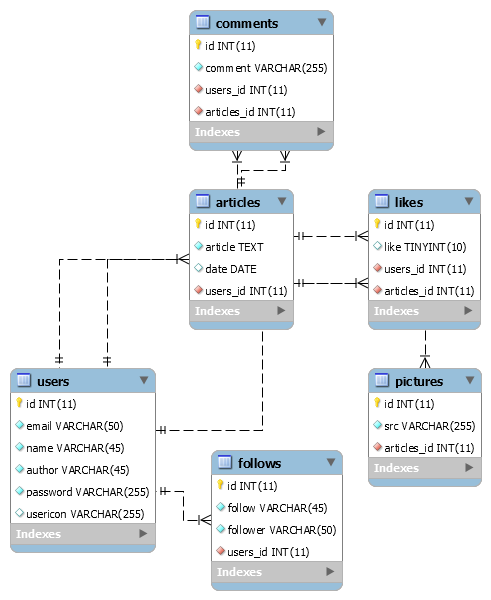 comments
id INT(11)
comment VARCHAR(255)
users_id INT(11)
articles_id INT(11)
Indexes
articles
id INT(11)
article TEXT
date DATE
users_id INT(11)
Indexes
likes
id INT(11)
like TINYINT(10)
users_id INT(11)
articles_id INT(11)
Indexes
users
id INT(11)
email VARCHAR(50)
name VARCHAR(45)
author VARCHAR(45)
password VARCHAR(255)
usericon VARCHAR(255)
Indexes
pictures
id INT(11)
src VARCHAR(255)
articles_id INT(11)
Indexes
follows
id INT(11)
follow VARCHAR(45)
follower VARCHAR(50)
users_id INT(11)
Indexes